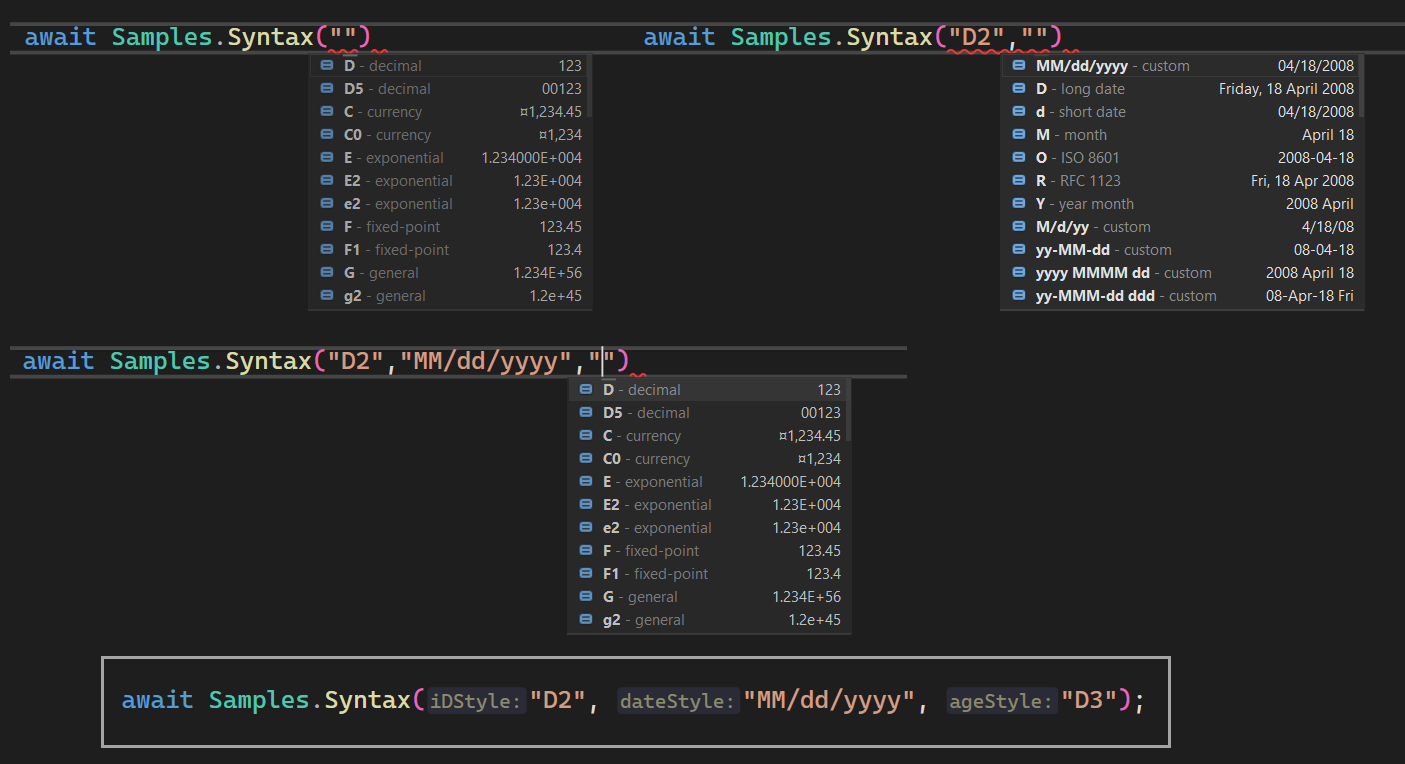 await Samples.Syntax("")
D - decimal 123
D5 - decimal 00123
C - currency ¤1,234.45
C0 - currency ¤1,234
E - exponential 1.234000E+004
E2 - exponential 1.23E+004
e2 - exponential 1.23e+004
F - fixed-point 123.45
F1 - fixed-point 123.4
G - general 1.234E+56
g2 - general 1.2e+45
await Samples.Syntax("D2","")
MM/dd/yyyy - custom 04/18/2008
D - long date Friday, 18 April 2008
d - short date 04/18/2008
M - month April 18
O - ISO 8601 2008-04-18
R - RFC 1123 Fri, 18 Apr 2008
Y - year month 2008 April
M/d/yy - custom 4/18/08
yy-MM-dd - custom 08-04-18
yyyy MMMM dd - custom 2008 April 18
yy-MMM-dd ddd - custom 08-Apr-18 Fri
await Samples.Syntax("D2","MM/dd/yyyy","")
D - decimal 123
D5 - decimal 00123
C - currency ¤1,234.45
C0 - currency ¤1,234
E - exponential 1.234000E+004
E2 - exponential 1.23E+004
e2 - exponential 1.23e+004
F - fixed-point 123.45
F1 - fixed-point 123.4
G - general 1.234E+56
g2 - general 1.2e+45
await Samples.Syntax(iDStyle:"D2", dateStyle:"MM/dd/yyyy", ageStyle:"D3");